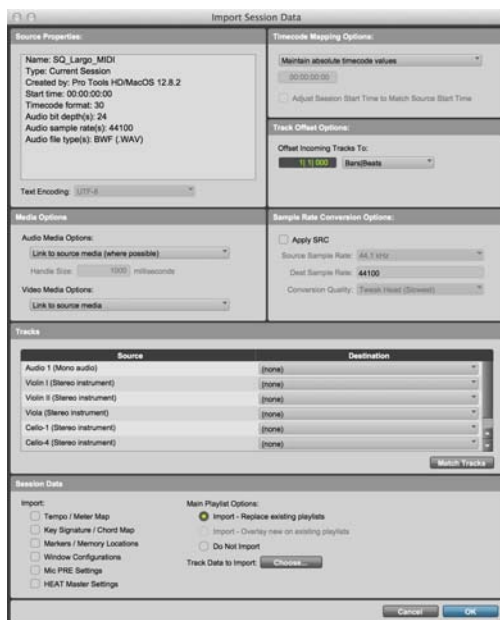 Import Session Data
Source Properties:
Name: SQ_Largo_MIDI
Type: Current Session
Created by: Pro Tools HD/MacOS 12.8.2
Start time: 00:00:00:00
Timecode format: 30
Audio bit depth(s): 24
Audio sample rate(s): 44100
Audio file type(s): BWF (.WAV)
Text Encoding: UTF-8
Timecode Mapping Options:
Maintain absolute timecode values
00:00:00:00
Adjust Session Start Time to Match Source Start Time
Track Offset Options:
Offset Incoming Tracks To:
1| 1| 000 Bars|Beats
Media Options
Audio Media Options:
Link to source media (where possible)
Handle Size: 1000 milliseconds
Video Media Options:
Link to source media
Sample Rate Conversion Options:
Apply SRC
Source Sample Rate: 44.1 kHz
Dest Sample Rate: 44100
Conversion Quality: Tweak Head (Slowest)
Tracks
Source Destination
Audio 1 (Mono audio) (none)
Violin I (Stereo instrument) (none)
Violin II (Stereo instrument) (none)
Viola (Stereo instrument) (none)
Cello-1 (Stereo instrument) (none)
Cello-4 (Stereo instrument) (none)
Match Tracks
Session Data
Import:
Tempo / Meter Map
Key Signature / Chord Map
Markers / Memory Locations
Window Configurations
Mic PRE Settings
HEAT Master Settings
Main Playlist Options:
Import - Replace existing playlists
Import - Overlay new on existing playlists
Do Not Import
Track Data to Import: Choose...
Cancel OK